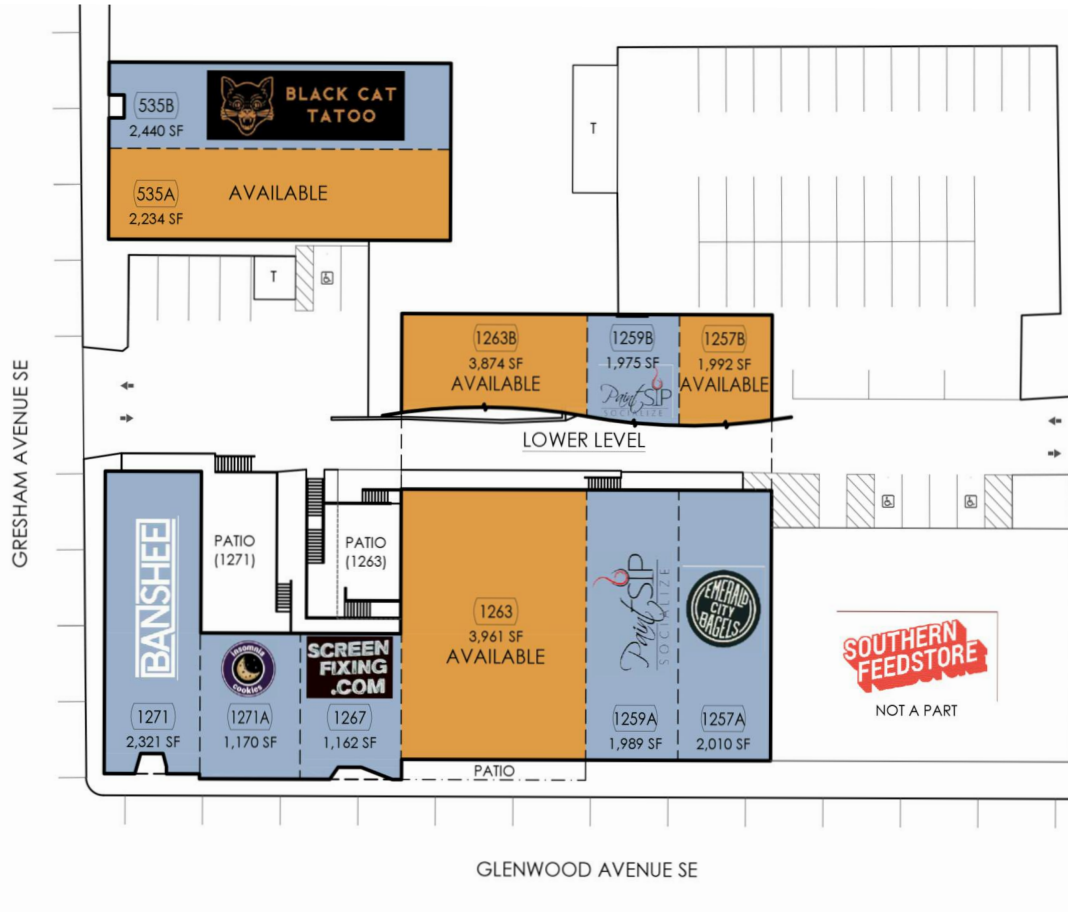 535B
2,440 SF
BLACK CAT
TATOO
535A
2,234 SF
AVAILABLE
T
T
1263B
3,874 SF
AVAILABLE
1259B
1,975 SF
Paint SIP
SOCIALIZE
1257B
1,992 SF
AVAILABLE
LOWER LEVEL
GRESHAM AVENUE SE
BANSHEE
1271
2,321 SF
PATIO
(1271)
PATIO
(1263)
insomnia
cookies
1271A
1,170 SF
SCREEN
FIXING
.COM
1267
1,162 SF
1263
3,961 SF
AVAILABLE
PATIO
Paint SIP
SOCIALIZE
1259A
1,989 SF
EMERALD
CITY
BAGELS
1257A
2,010 SF
SOUTHERN
FEEDSTORE
NOT A PART
GLENWOOD AVENUE SE